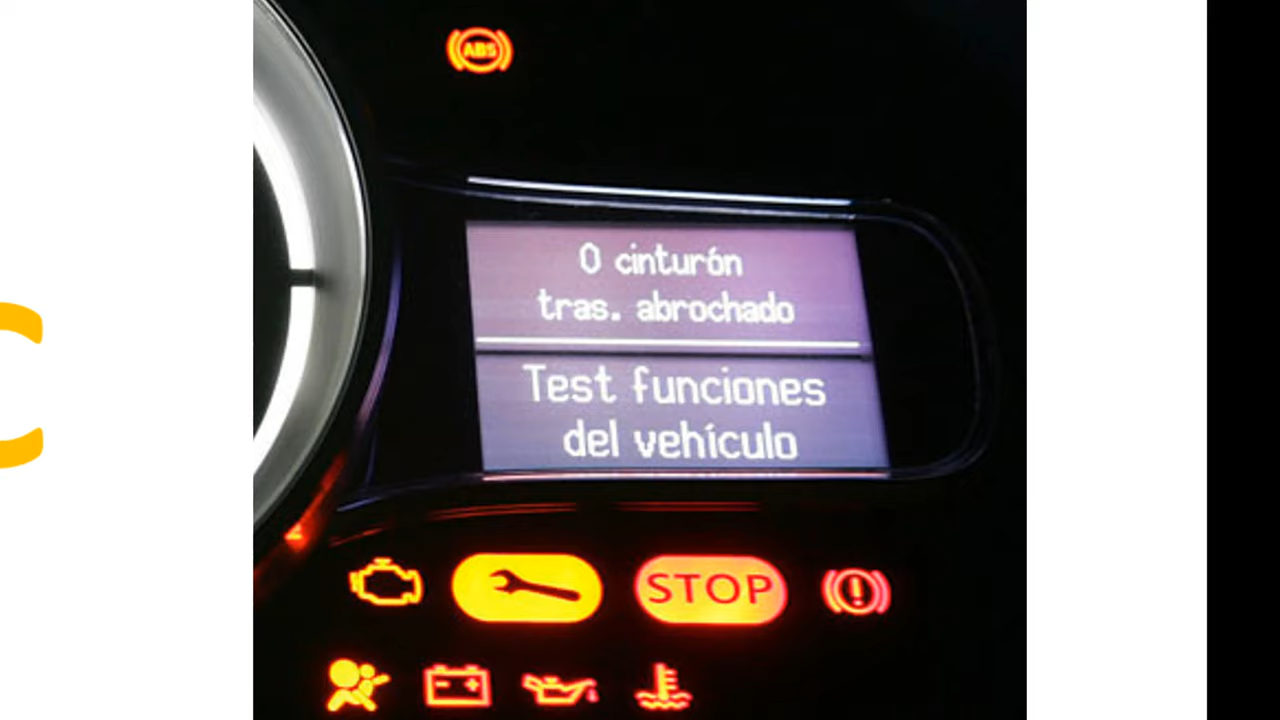 ABS
0 cinturón
tras. abrochado
Test funciones
del vehículo
STOP